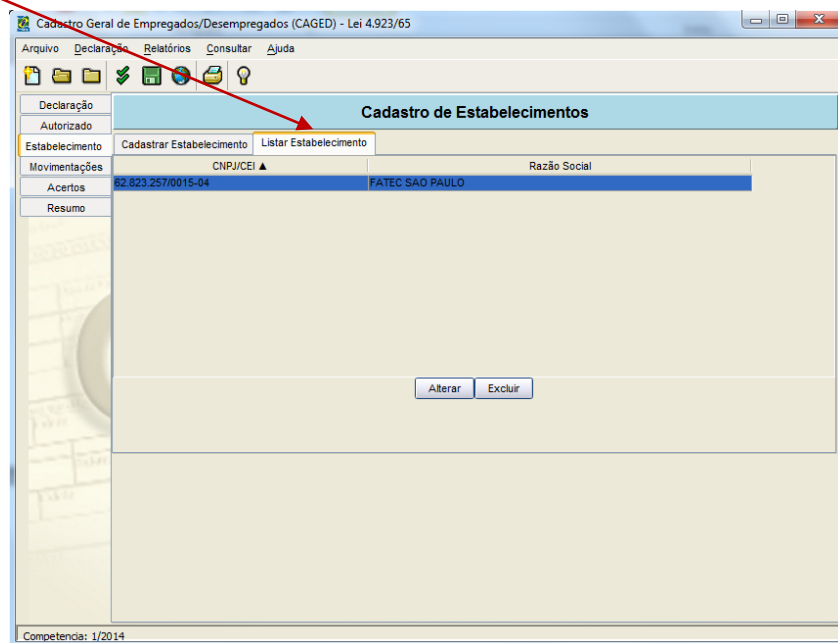 Cadastro Geral de Empregados/Desempregados (CAGED) - Lei 4.923/65
Arquivo Declaração Relatórios Consultar Ajuda
Declaração
Autorizado
Estabelecimento
Movimentações
Acertos
Resumo
Cadastro de Estabelecimentos
Cadastrar Estabelecimento Listar Estabelecimento
CNPJ/CEI ▲ Razão Social
62.823.257/0015-04 FATEC SAO PAULO
Alterar Excluir
Competencia: 1/2014